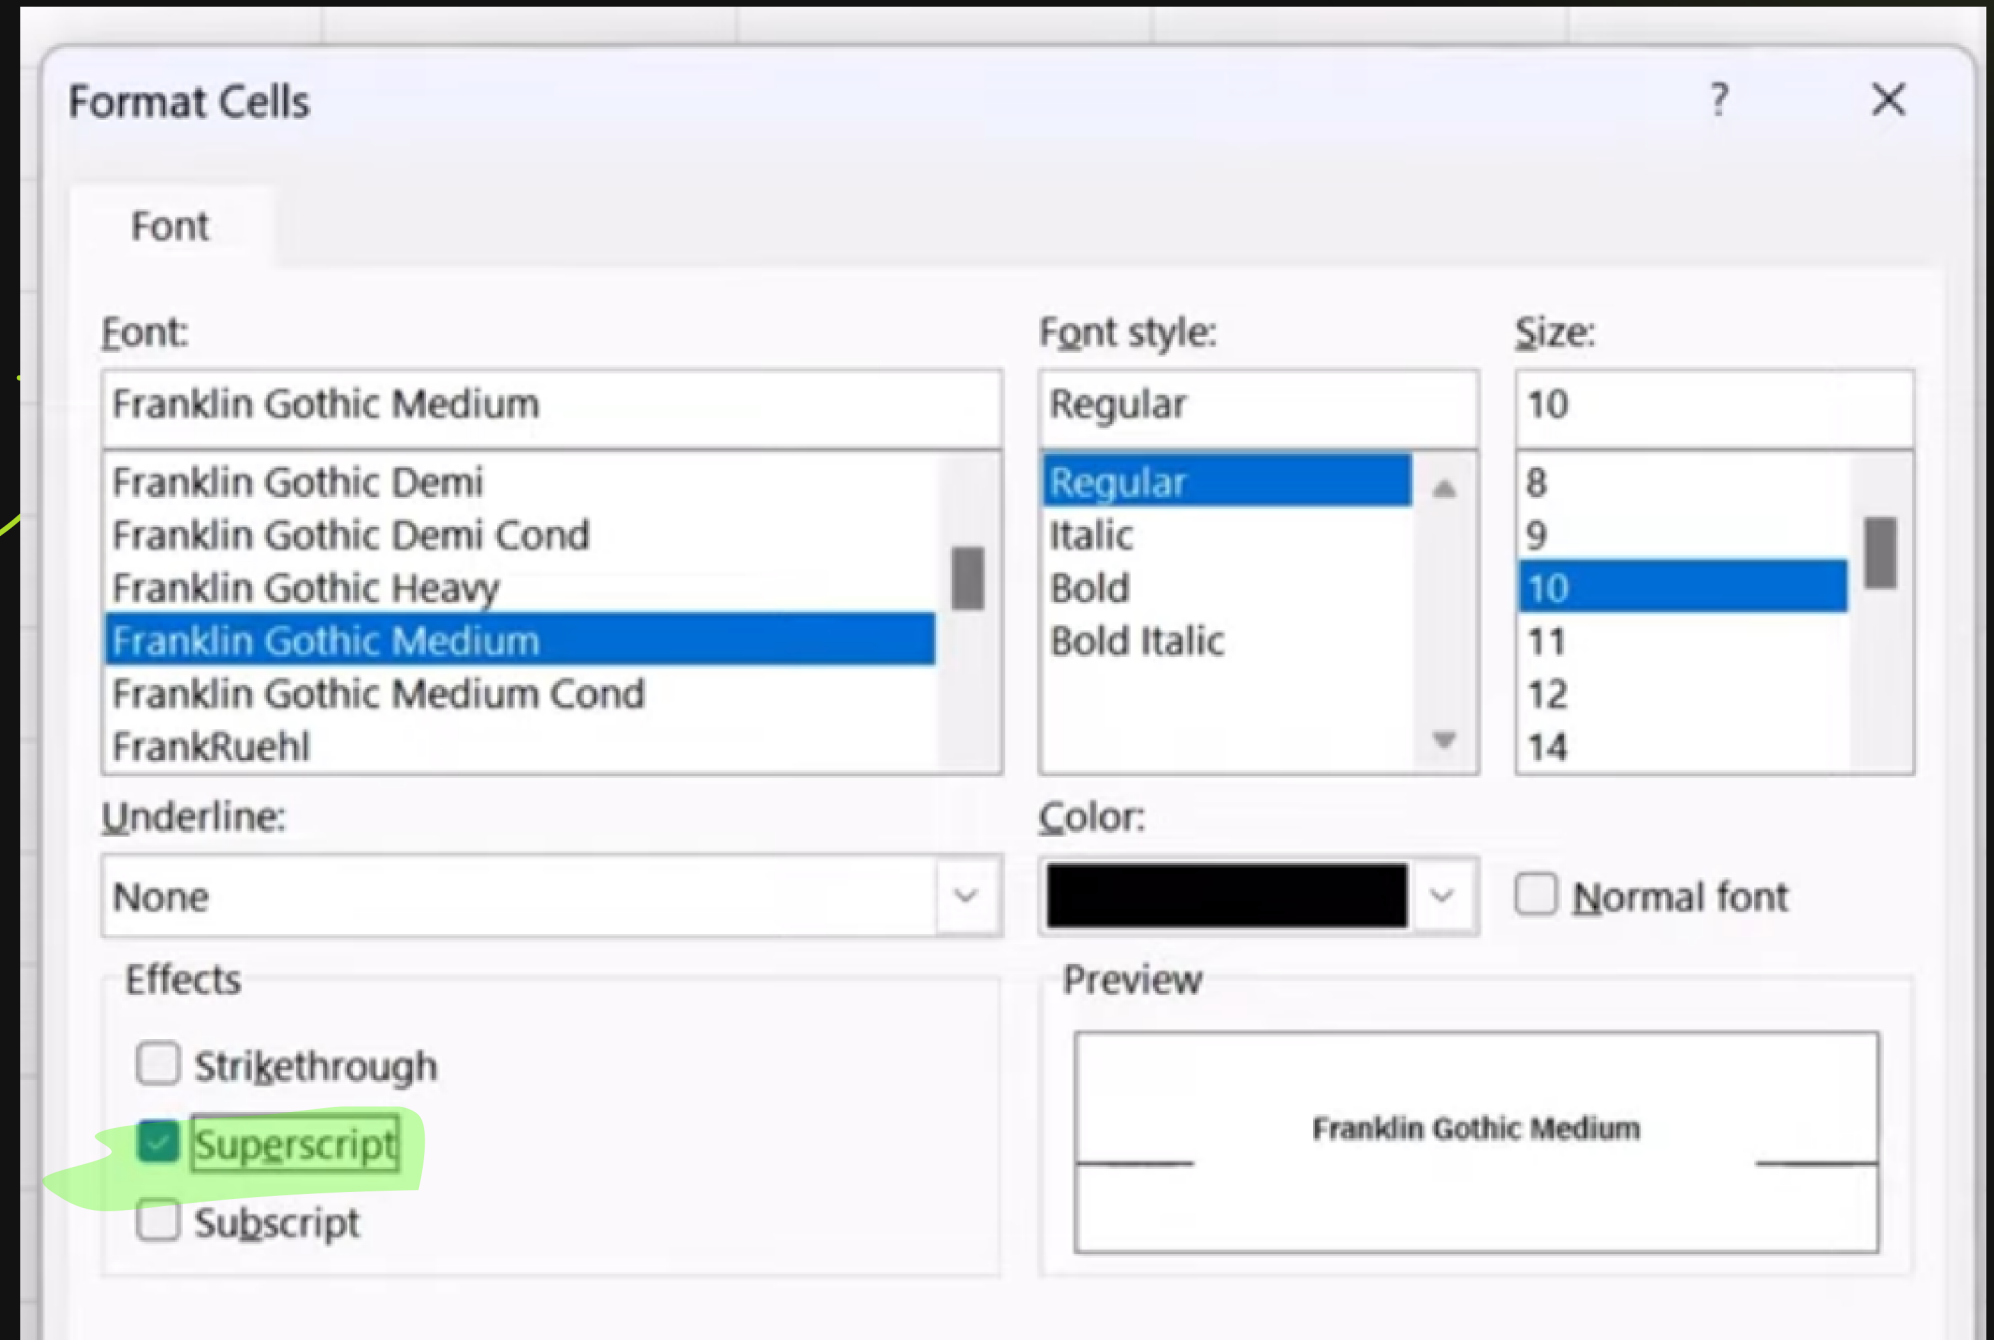 Format Cells ?
Font
Font: Font style: Size:
Franklin Gothic Medium Regular 10
Franklin Gothic Demi Regular 8
Franklin Gothic Demi Cond Italic 9
Franklin Gothic Heavy Bold 10
Franklin Gothic Medium Bold Italic 11
Franklin Gothic Medium Cond 12
FrankRuehl 14
Underline: Color:
None Normal font
Effects Preview
Strikethrough
Superscript Franklin Gothic Medium
Subscript